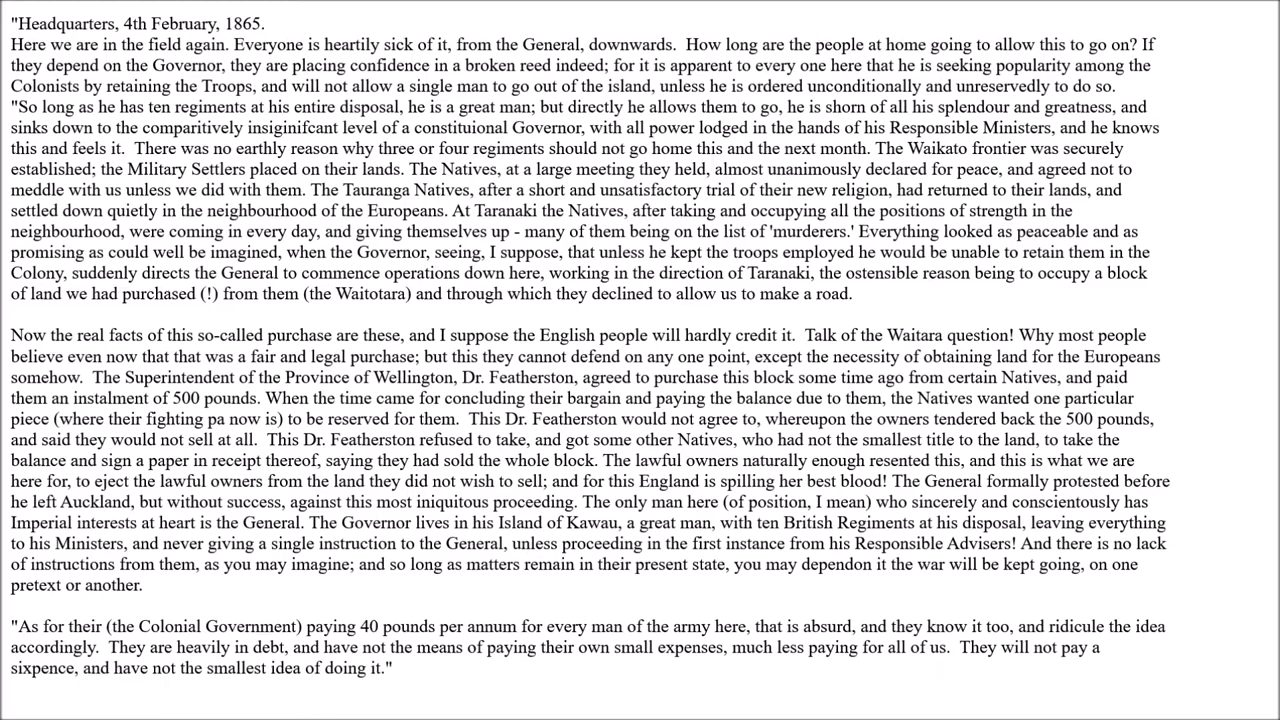 "Headquarters, 4th February, 1865.
Here we are in the field again. Everyone is heartily sick of it, from the General, downwards.  How long are the people at home going to allow this to go on? If
they depend on the Governor, they are placing confidence in a broken reed indeed; for it is apparent to every one here that he is seeking popularity among the
Colonists by retaining the Troops, and will not allow a single man to go out of the island, unless he is ordered unconditionally and unreservedly to do so.
"So long as he has ten regiments at his entire disposal, he is a great man; but directly he allows them to go, he is shorn of all his splendour and greatness, and
sinks down to the comparitively insiginifcant level of a constituional Governor, with all power lodged in the hands of his Responsible Ministers, and he knows
this and feels it.  There was no earthly reason why three or four regiments should not go home this and the next month. The Waikato frontier was securely
established; the Military Settlers placed on their lands. The Natives, at a large meeting they held, almost unanimously declared for peace, and agreed not to
meddle with us unless we did with them. The Tauranga Natives, after a short and unsatisfactory trial of their new religion, had returned to their lands, and
settled down quietly in the neighbourhood of the Europeans. At Taranaki the Natives, after taking and occupying all the positions of strength in the
neighbourhood, were coming in every day, and giving themselves up - many of them being on the list of 'murderers.' Everything looked as peaceable and as
promising as could well be imagined, when the Governor, seeing, I suppose, that unless he kept the troops employed he would be unable to retain them in the
Colony, suddenly directs the General to commence operations down here, working in the direction of Taranaki, the ostensible reason being to occupy a block
of land we had purchased (!) from them (the Waitotara) and through which they declined to allow us to make a road.

Now the real facts of this so-called purchase are these, and I suppose the English people will hardly credit it.  Talk of the Waitara question! Why most people
believe even now that that was a fair and legal purchase; but this they cannot defend on any one point, except the necessity of obtaining land for the Europeans
somehow.  The Superintendent of the Province of Wellington, Dr. Featherston, agreed to purchase this block some time ago from certain Natives, and paid
them an instalment of 500 pounds. When the time came for concluding their bargain and paying the balance due to them, the Natives wanted one particular
piece (where their fighting pa now is) to be reserved for them.  This Dr. Featherston would not agree to, whereupon the owners tendered back the 500 pounds,
and said they would not sell at all.  This Dr. Featherston refused to take, and got some other Natives, who had not the smallest title to the land, to take the
balance and sign a paper in receipt thereof, saying they had sold the whole block. The lawful owners naturally enough resented this, and this is what we are
here for, to eject the lawful owners from the land they did not wish to sell; and for this England is spilling her best blood! The General formally protested before
he left Auckland, but without success, against this most iniquitous proceeding. The only man here (of position, I mean) who sincerely and conscientously has
Imperial interests at heart is the General. The Governor lives in his Island of Kawau, a great man, with ten British Regiments at his disposal, leaving everything
to his Ministers, and never giving a single instruction to the General, unless proceeding in the first instance from his Responsible Advisers! And there is no lack
of instructions from them, as you may imagine; and so long as matters remain in their present state, you may dependon it the war will be kept going, on one
pretext or another.

"As for their (the Colonial Government) paying 40 pounds per annum for every man of the army here, that is absurd, and they know it too, and ridicule the idea
accordingly.  They are heavily in debt, and have not the means of paying their own small expenses, much less paying for all of us.  They will not pay a
sixpence, and have not the smallest idea of doing it."